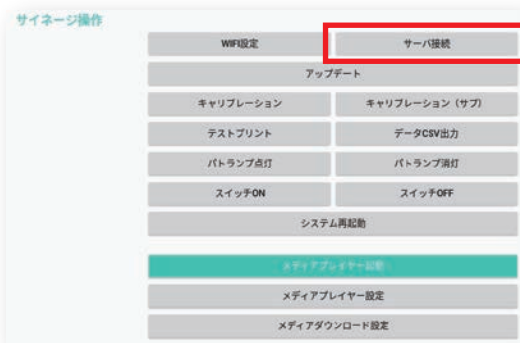 サイネージ操作
WIFI設定 サーバ接続
アップデート
キャリブレーション キャリブレーション（サブ）
テストプリント データCSV出力
パトランプ点灯 パトランプ消灯
スイッチON スイッチOFF
システム再起動
メディアプレイヤー起動
メディアプレイヤー設定
メディアダウンロード設定